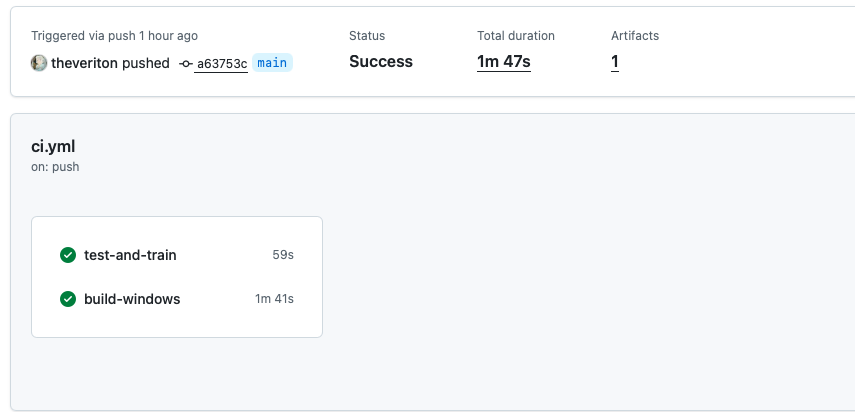 Triggered via push 1 hour ago
theveriton pushed a63753c main
Status
Success
Total duration
1m 47s
Artifacts
1
ci.yml
on: push
test-and-train 59s
build-windows 1m 41s